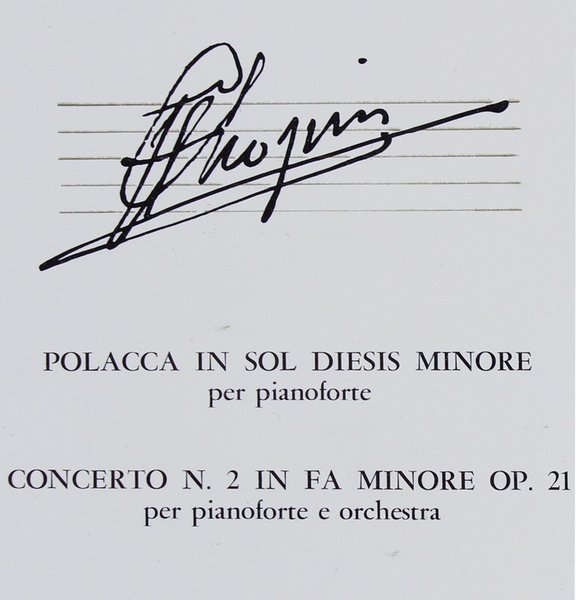 Chopin
POLACCA IN SOL DIESIS MINORE
per pianoforte
CONCERTO N. 2 IN FA MINORE OP. 21
per pianoforte e orchestra